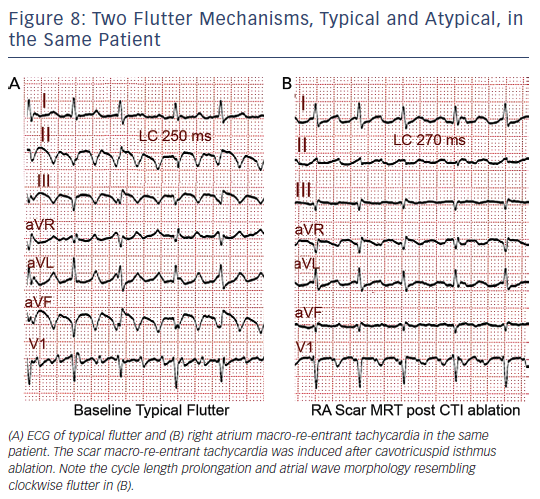 Figure 8: Two Flutter Mechanisms, Typical and Atypical, in
the Same Patient
A
I
LC 250 ms
II
III
aVR
aVL
aVF
V1
Baseline Typical Flutter
B
I
LC 270 ms
II
III
aVR
aVL
aVF
V1
RA Scar MRT post CTI ablation
(A) ECG of typical flutter and (B) right atrium macro-re-entrant tachycardia in the same
patient. The scar macro-re-entrant tachycardia was induced after cavotricuspid isthmus
ablation. Note the cycle length prolongation and atrial wave morphology resembling
clockwise flutter in (B).